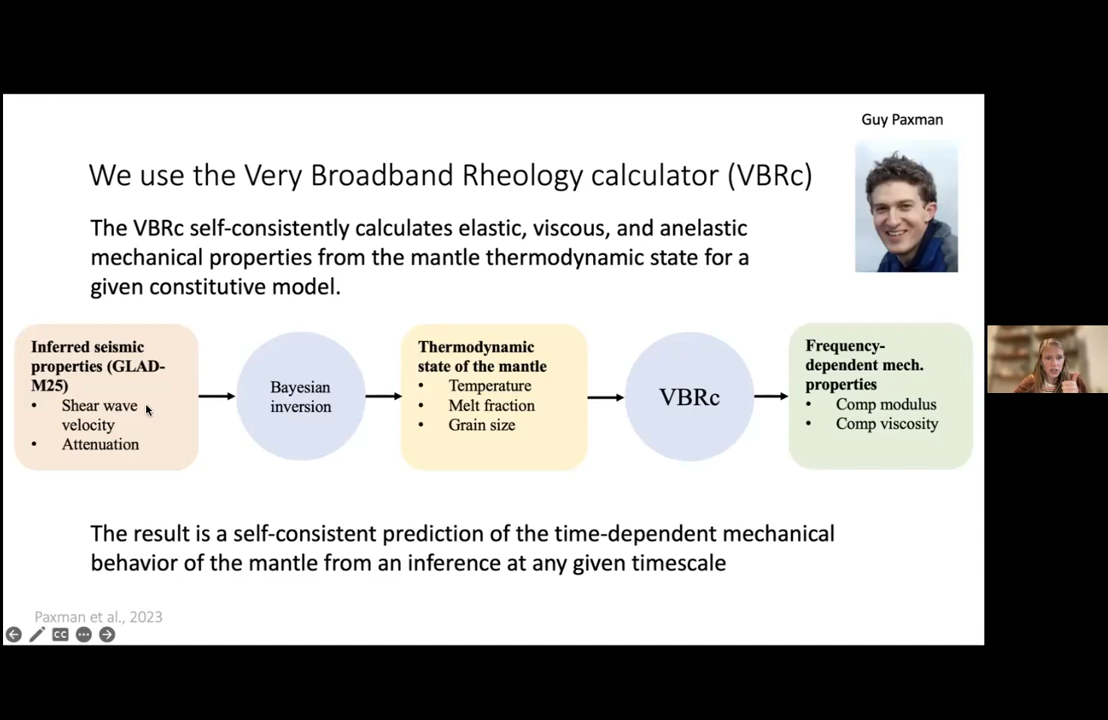 Guy Paxman
We use the Very Broadband Rheology calculator (VBRc)
The VBRc self-consistently calculates elastic, viscous, and anelastic
mechanical properties from the mantle thermodynamic state for a
given constitutive model.
Inferred seismic
properties (GLAD-
M25)
• Shear wave
velocity
• Attenuation
Bayesian
inversion
Thermodynamic
state of the mantle
• Temperature
• Melt fraction
• Grain size
VBRc
Frequency-
dependent mech.
properties
• Comp modulus
• Comp viscosity
The result is a self-consistent prediction of the time-dependent mechanical
behavior of the mantle from an inference at any given timescale
Paxman et al., 2023
CC